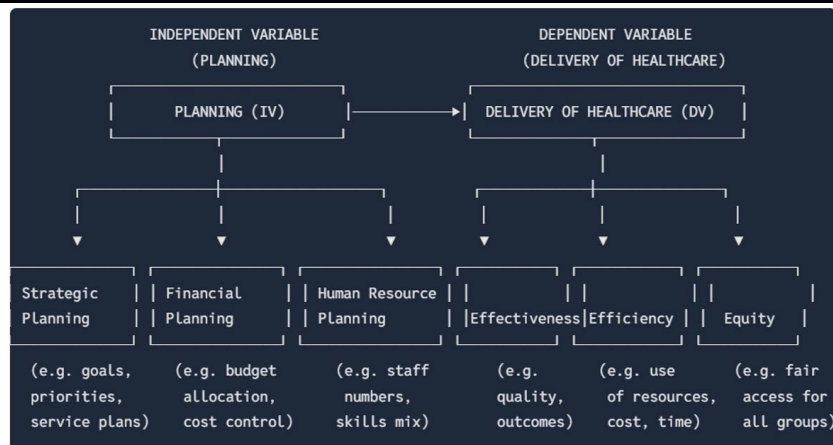 INDEPENDENT VARIABLE
(PLANNING)
DEPENDENT VARIABLE
(DELIVERY OF HEALTHCARE)
PLANNING (IV)
DELIVERY OF HEALTHCARE (DV)
Strategic
Planning
Financial
Planning
Human Resource
Planning
Effectiveness
Efficiency
Equity
(e.g. goals,
priorities,
service plans)
(e.g. budget
allocation,
cost control)
(e.g. staff
numbers,
skills mix)
(e.g.
quality,
outcomes)
(e.g. use
of resources,
cost, time)
(e.g. fair
access for
all groups)